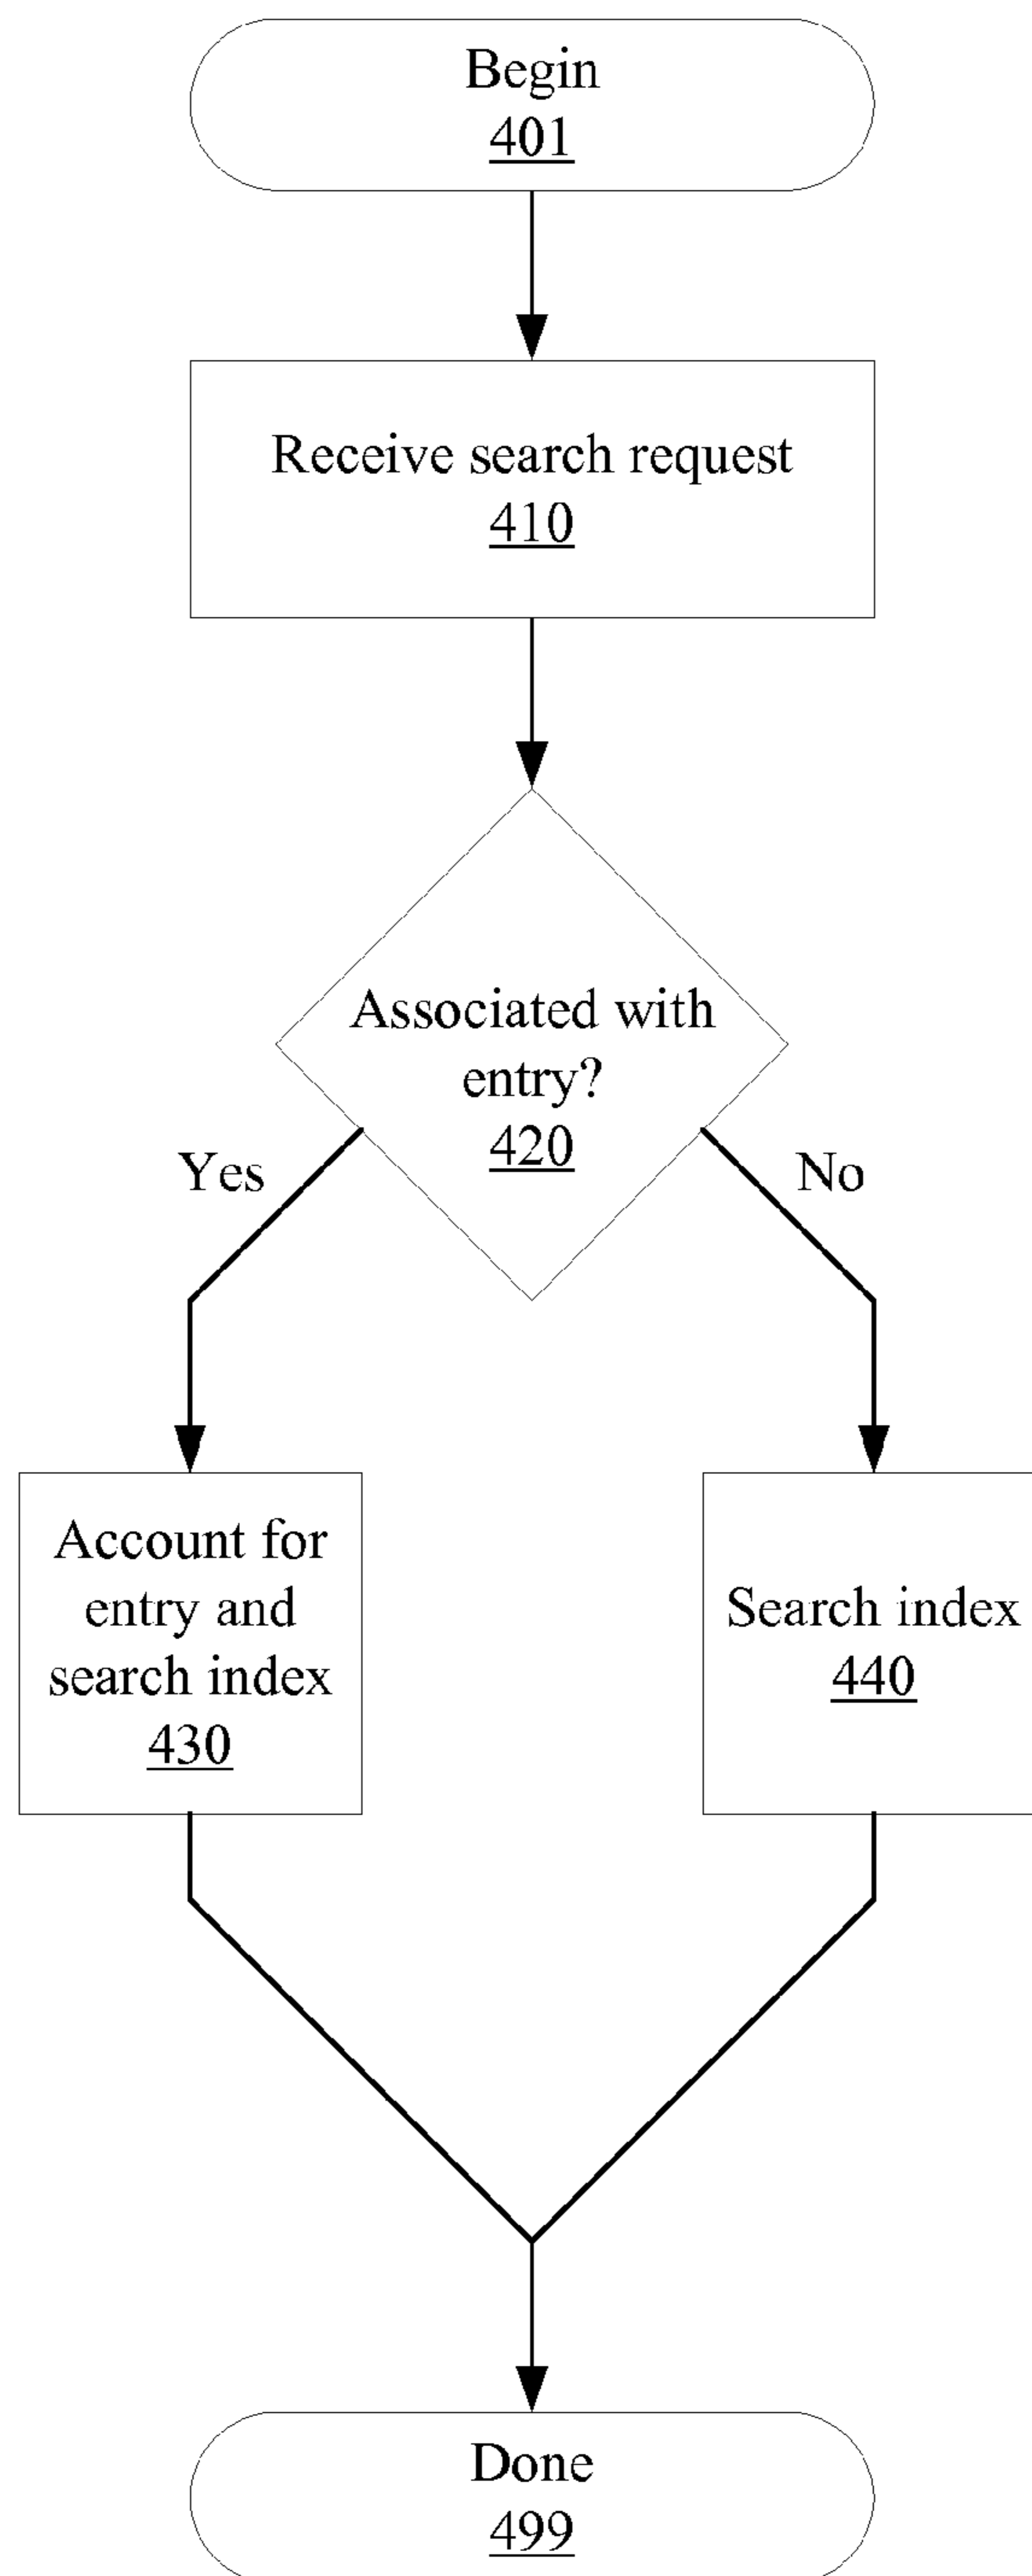 Begin
401
Receive search request
410
Associated with
entry?
420
Yes
No
Account for
entry and
search index
430
Search index
440
Done
499